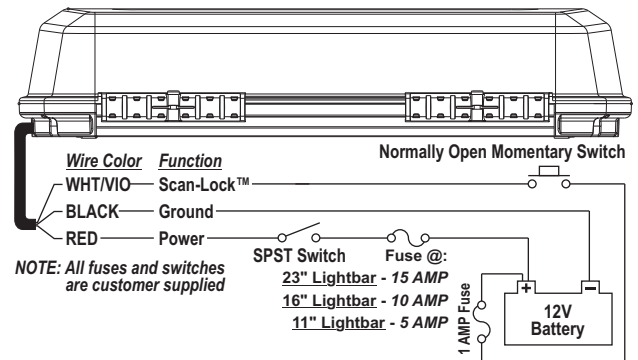 Normally Open Momentary Switch
Wire Color Function
WHT/VIO Scan-Lock™
BLACK Ground
RED Power
SPST Switch
Fuse @:
NOTE: All fuses and switches
are customer supplied
23" Lightbar - 15 AMP
16" Lightbar - 10 AMP
11" Lightbar - 5 AMP
1 AMP Fuse
+ –
12V
Battery